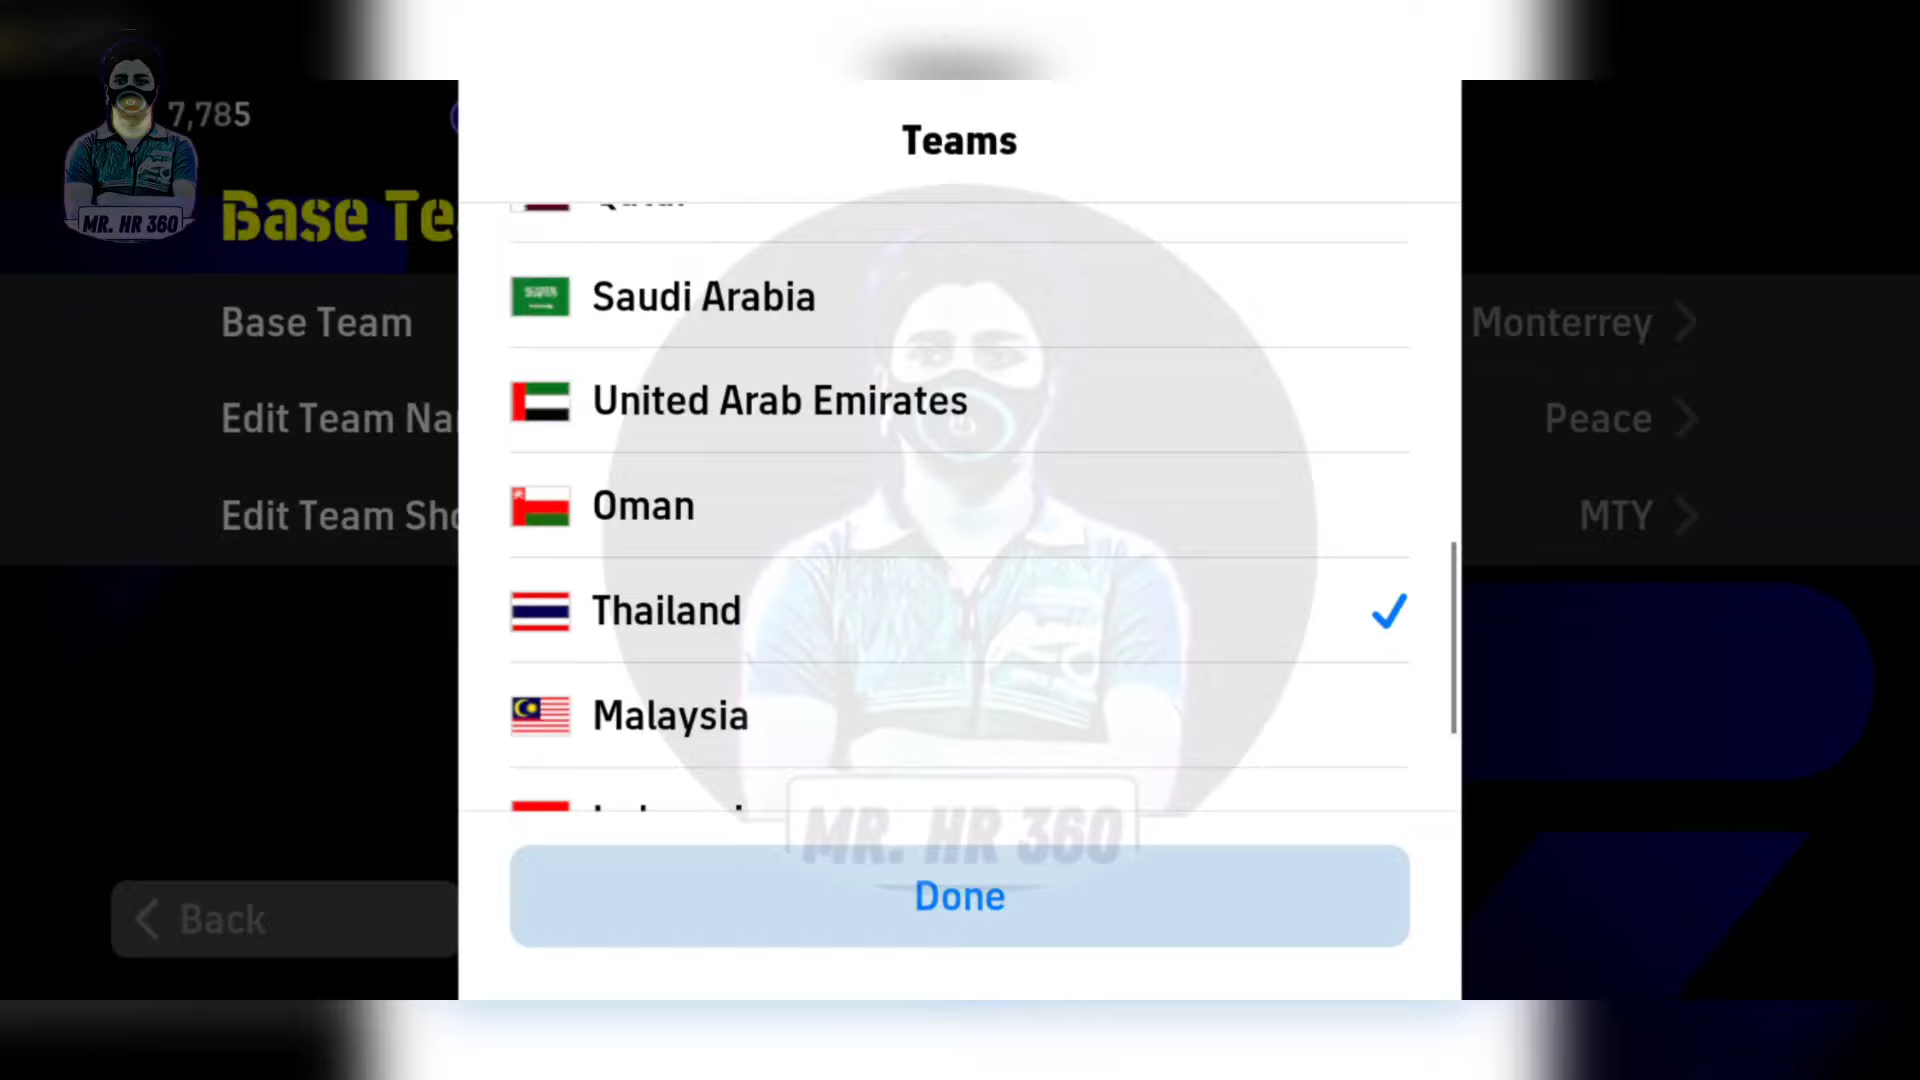 7,785
MR. HR 360
Base Te
Teams
Saudi Arabia
Base Team
Monterrey
United Arab Emirates
Edit Team Na
Peace
Oman
Edit Team Sho
MTY
Thailand
Malaysia
MR. HR 360
Done
Back